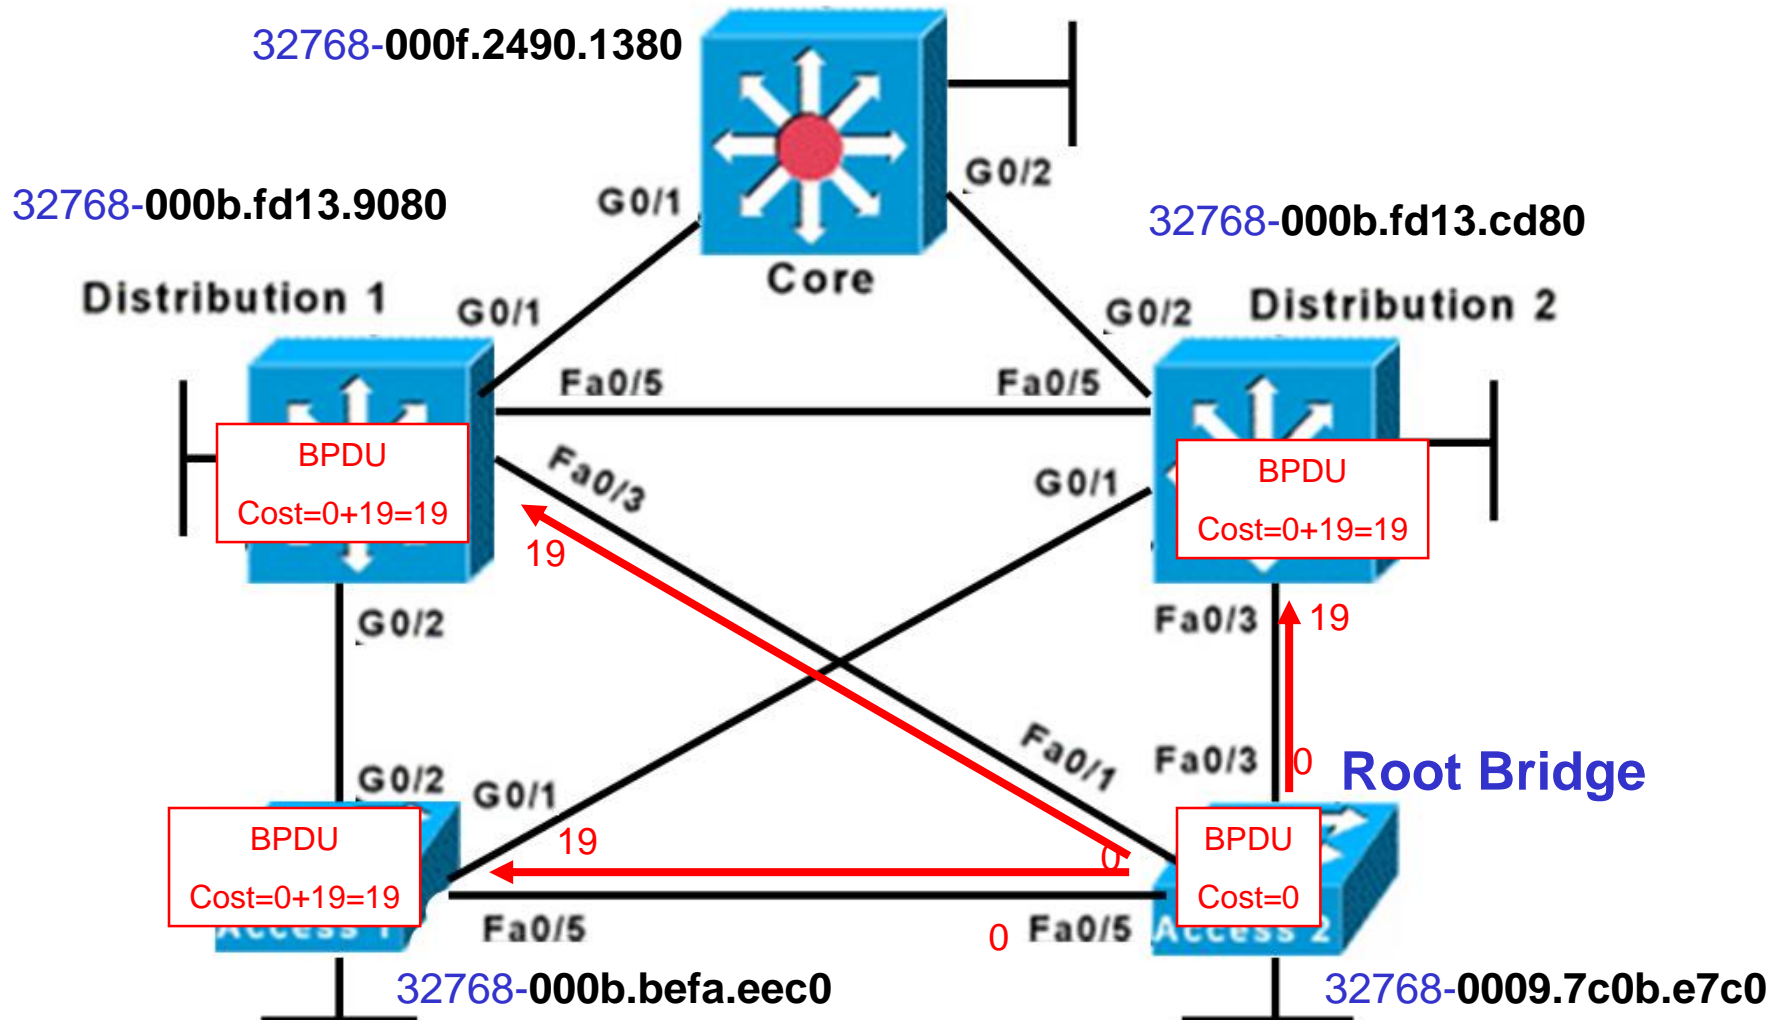 32768-000f.2490.1380
G0/2
G0/1
32768-000b.fd13.9080
32768-000b.fd13.cd80
Core
Distribution 1
G0/1
G0/2
Distribution 2
Fa0/5
Fa0/5
BPDU
Cost=0+19=19
Fa0/3
G0/1
BPDU
Cost=0+19=19
19
G0/2
Fa0/3
19
Fa0/1
Fa0/3
0
Root Bridge
G0/2
G0/1
BPDU
Cost=0+19=19
19
0
BPDU
Cost=0
Access 1
Fa0/5
0
Fa0/5
Access 2
32768-000b.befa.eec0
32768-0009.7c0b.e7c0